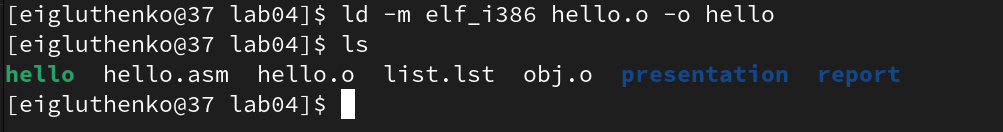 [eigluthenko@37 lab04]$ ld -m elf_i386 hello.o -o hello
[eigluthenko@37 lab04]$ ls
hello  hello.asm  hello.o  list.lst  obj.o  presentation  report
[eigluthenko@37 lab04]$